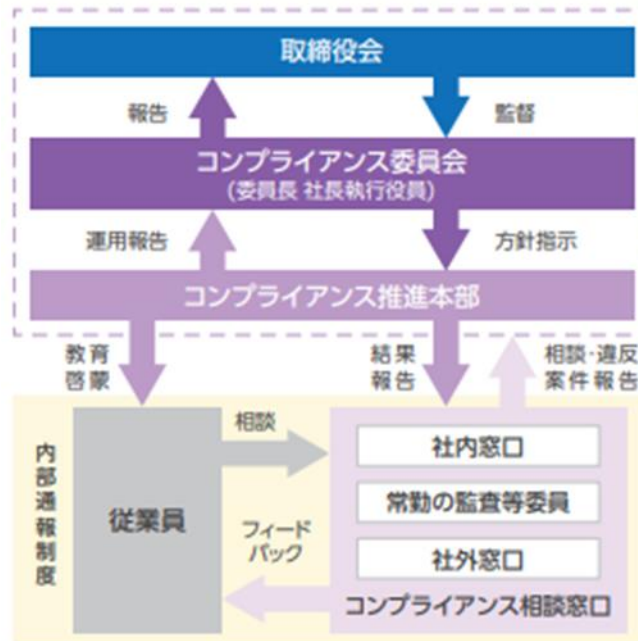 取締役会
報告
監督
コンプライアンス委員会
(委員長 社長執行役員)
運用報告
方針指示
コンプライアンス推進本部
教育
啓蒙
結果
報告
相談・違反
案件報告
内部通報制度
従業員
相談
フィード
バック
社内窓口
常勤の監査等委員
社外窓口
コンプライアンス相談窓口